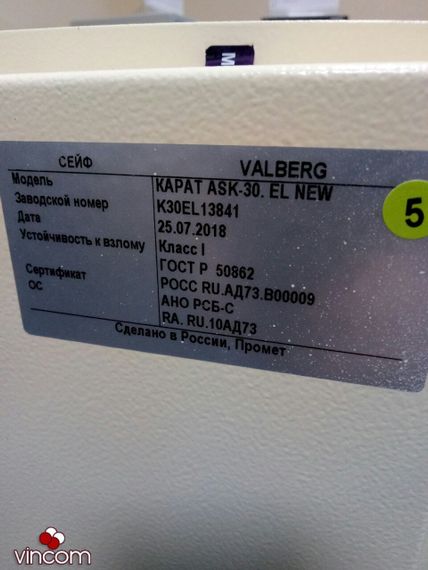 СЕЙФ VALBERG
Модель КАРАТ ASK-30. EL NEW
Заводской номер K30EL13841
Дата 25.07.2018
Устойчивость к взлому Класс I
ГОСТ Р 50862
Сертификат РОСС RU.АД73.В00009
ОС АНО РСБ-С
RA. RU.10АД73
Сделано в России, Промет
5
vincom